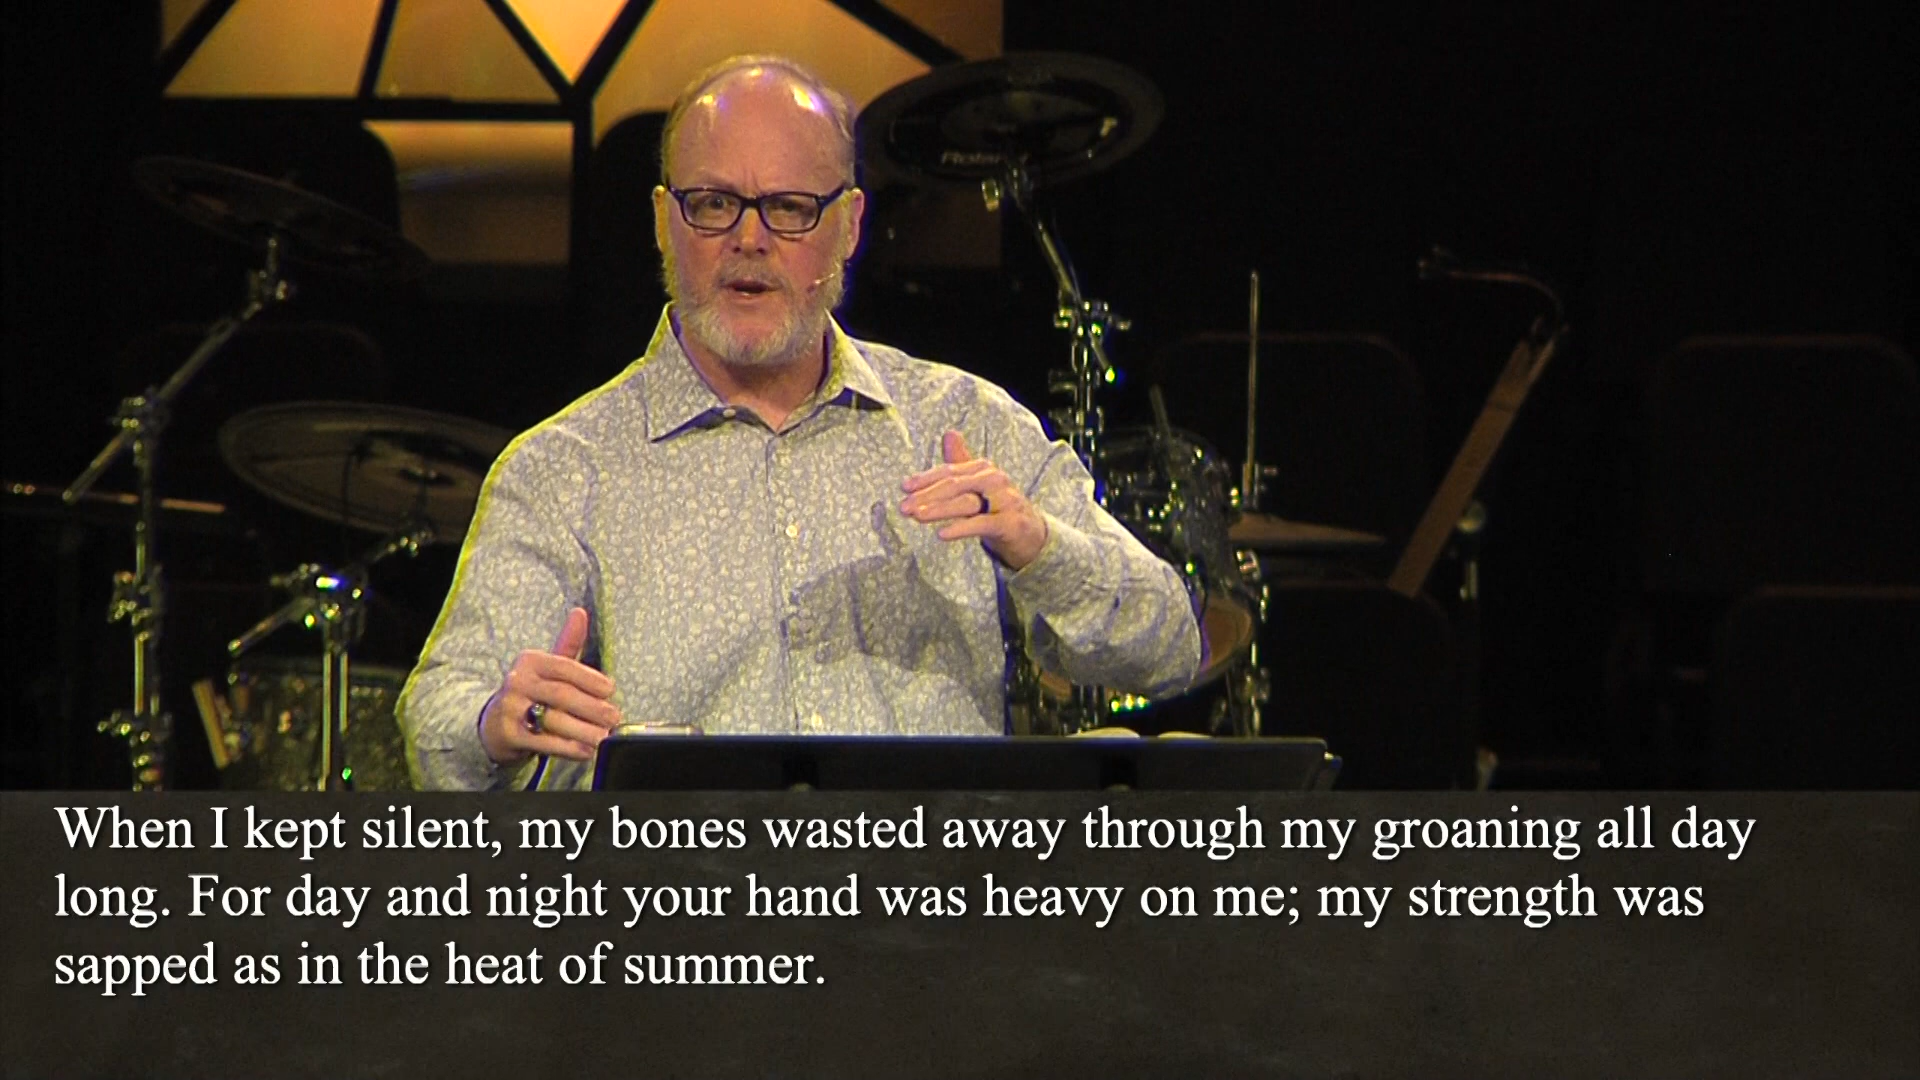 Roland
When I kept silent, my bones wasted away through my groaning all day
long. For day and night your hand was heavy on me; my strength was
sapped as in the heat of summer.